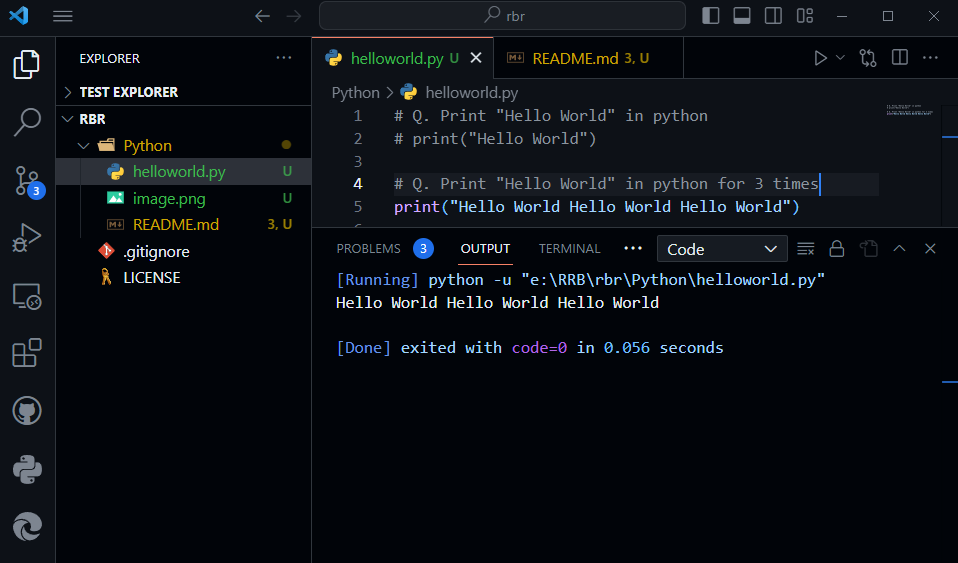 rbr
EXPLORER
TEST EXPLORER
RBR
Python
helloworld.py U
image.png U
README.md 3, U
.gitignore
LICENSE
3
helloworld.py U
README.md 3, U
Python > helloworld.py
1 # Q. Print "Hello World" in python
2 # print("Hello World")
3
4 # Q. Print "Hello World" in python for 3 times
5 print("Hello World Hello World Hello World")
PROBLEMS 3 OUTPUT TERMINAL ··· Code
[Running] python -u "e:\RRB\rbr\Python\helloworld.py"
Hello World Hello World Hello World
[Done] exited with code=0 in 0.056 seconds